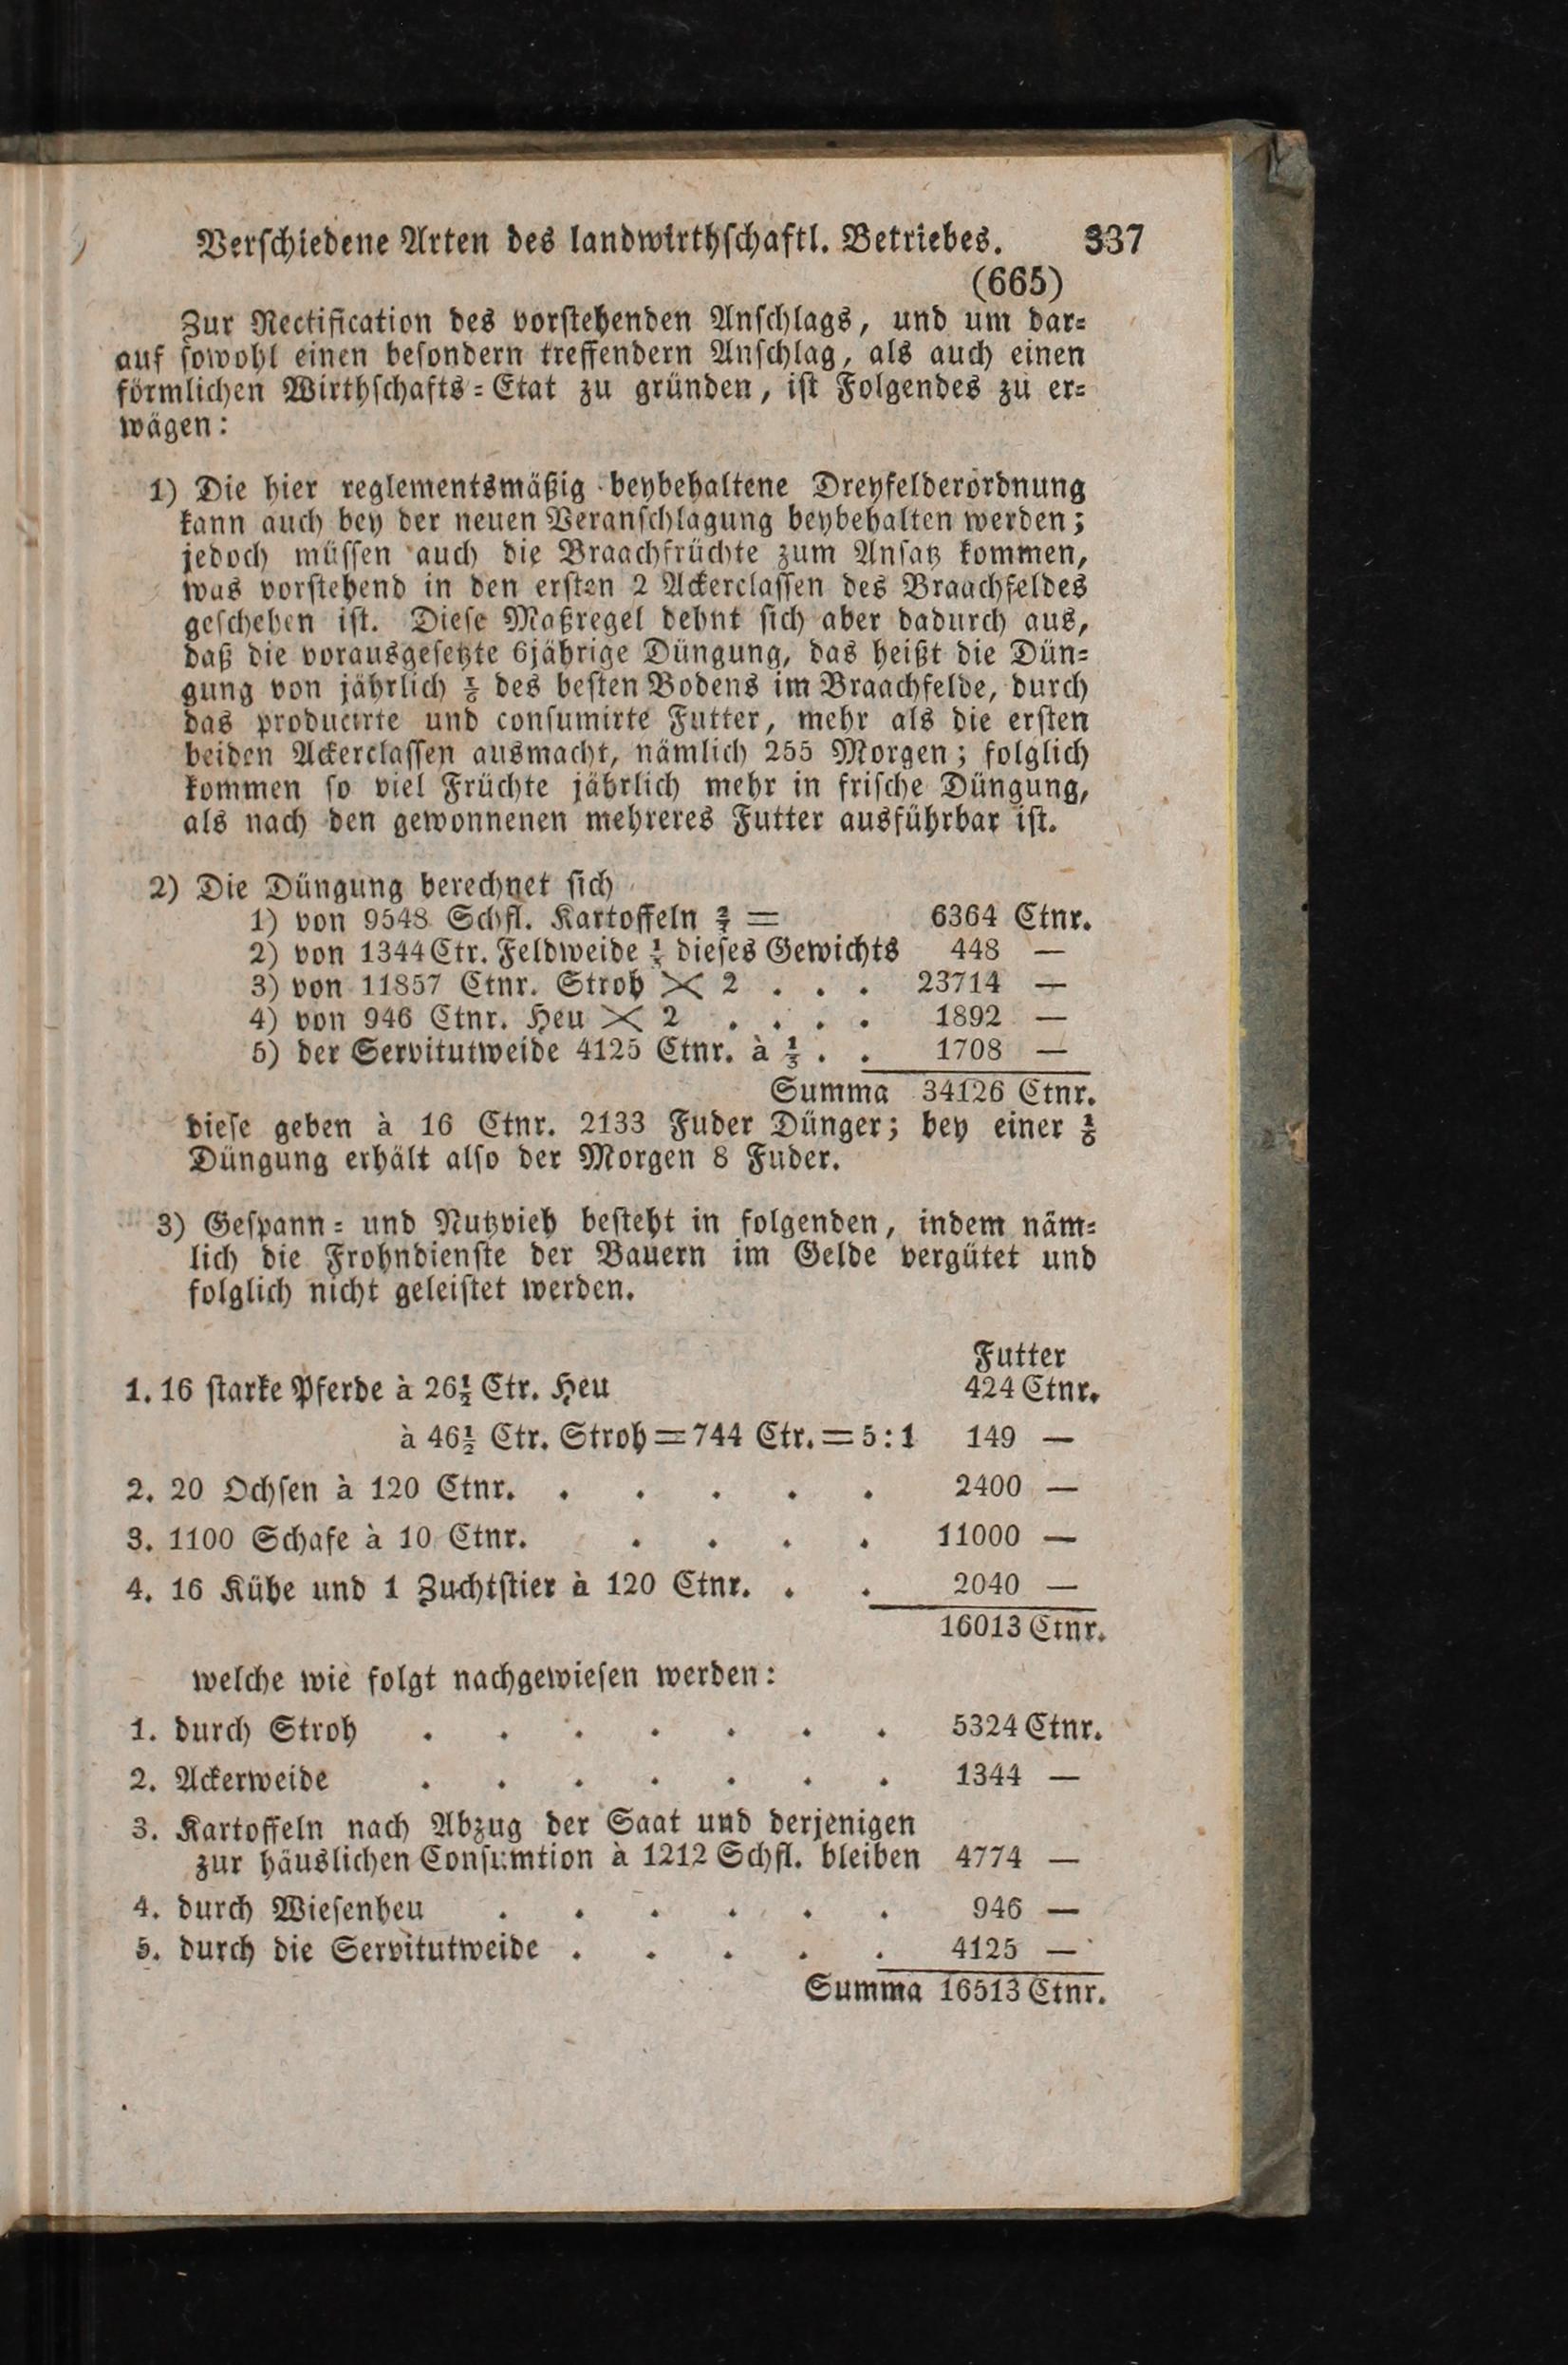 Verſchiedene Arten des landwirthſchaftl. Betriebes. 337
(665)
Zur Rectification des vorſtehenden Anſchlags, und um dar⸗
auf ſowohl einen beſondern treffendern Anſchlag, als auch einen
förmlichen Wirthſchafts⸗Etat zu gründen, iſt Folgendes zu er⸗
wägen:
1) Die hier reglementsmäßig beybehaltene Dreyfelderordnung
kann auch bey der neuen Veranſchlagung beybehalten werden;
jedoch müſſen auch die Braachfrüchte zum Anſatz kommen,
was vorſtehend in den erſten 2 Ackerclaſſen des Braachfeldes
geſchehen iſt. Dieſe Maßregel dehnt ſich aber dadurch aus,
daß die vorausgeſetzte 6jährige Düngung, das heißt die Dün⸗
gung von jährlich ⅙ des beſten Bodens im Braachfelde, durch
das producirte und conſumirte Futter, mehr als die erſten
beiden Ackerclaſſen ausmacht, nämlich 255 Morgen; folglich
kommen ſo viel Früchte jährlich mehr in friſche Düngung,
als nach den gewonnenen mehreres Futter ausführbar iſt.
2) Die Düngung berechnet ſich
1) von 9548 Schfl. Kartoffeln = 6364 Ctnr.
2) von 1344 Ctr. Feldweide dieſes Gewichts 448 —
3) von 11857 Ctnr. Stroh × 2 . . . 23714 —
4) von 946 Ctnr. Heu × 2 . . . . 1892 —
5) der Servitutweide 4125 Ctnr. à ⅓ . . 1708 —
Summa 34126 Ctnr.
dieſe geben à 16 Ctnr. 2133 Fuder Dünger; bey einer ⅙
Düngung erhält alſo der Morgen 8 Fuder.
3) Geſpann⸗ und Nutzvieh beſteht in folgenden, indem näm⸗
lich die Frohndienſte der Bauern im Gelde vergütet und
folglich nicht geleiſtet werden.
Futter
1. 16 ſtarke Pferde à 26½ Ctr. Heu 424 Ctnr.
à 46½ Ctr. Stroh = 744 Ctr. = 5 : 1 149 —
2. 20 Ochſen à 120 Ctnr. . . . . . 2400 —
3. 1100 Schafe à 10 Ctnr. . . . . 11000 —
4. 16 Kühe und 1 Zuchtſtier à 120 Ctnr. . . 2040 —
16013 Ctnr.
welche wie folgt nachgewieſen werden:
1. durch Stroh . . . . . . . 5324 Ctnr.
2. Ackerweide . . . . . . . 1344 —
3. Kartoffeln nach Abzug der Saat und derjenigen
zur häuslichen Conſumtion à 1212 Schfl. bleiben 4774 —
4. durch Wieſenheu . . . . . . 946 —
5. durch die Servitutweide . . . . . 4125 —
Summa 16513 Ctnr.